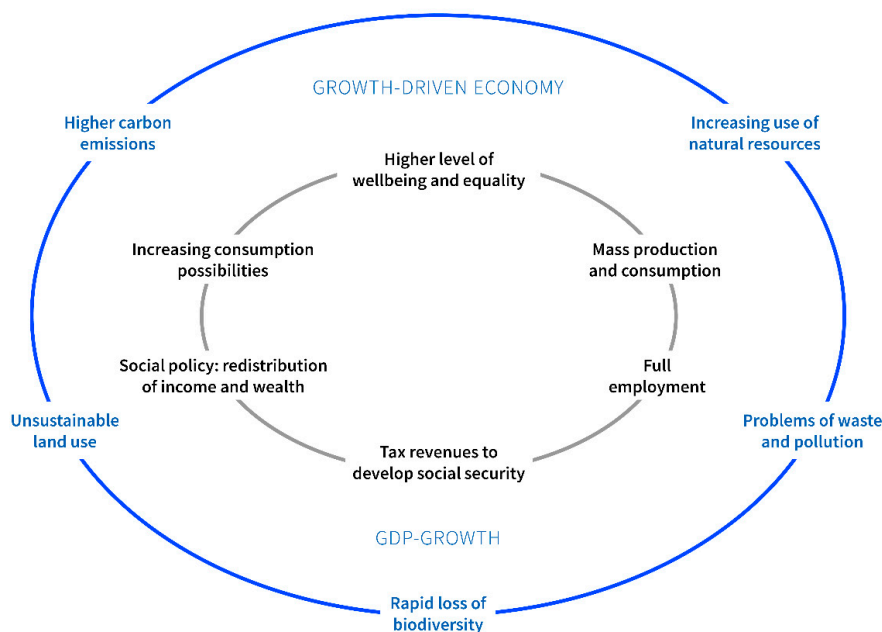 GROWTH-DRIVEN ECONOMY
Higher carbon
emissions
Increasing use of
natural resources
Higher level of
wellbeing and equality
Increasing consumption
possibilities
Mass production
and consumption
Social policy: redistribution
of income and wealth
Full
employment
Unsustainable
land use
Problems of waste
and pollution
Tax revenues to
develop social security
GDP-GROWTH
Rapid loss of
biodiversity